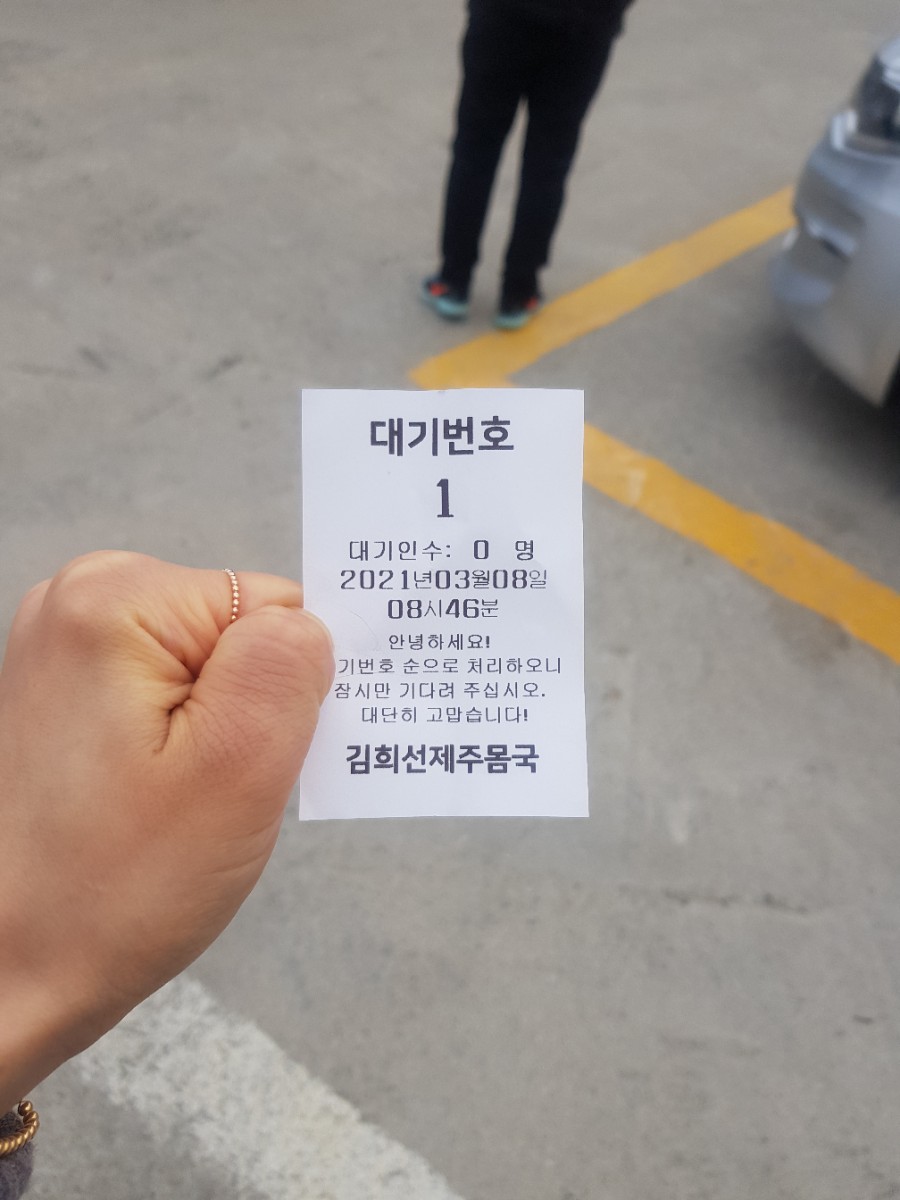 대기번호
1
대기인수: 0 명
2021년03월08일
08시46분
안녕하세요!
기번호 순으로 처리하오니
잠시만 기다려 주십시오.
대단히 고맙습니다!
김희선제주몸국